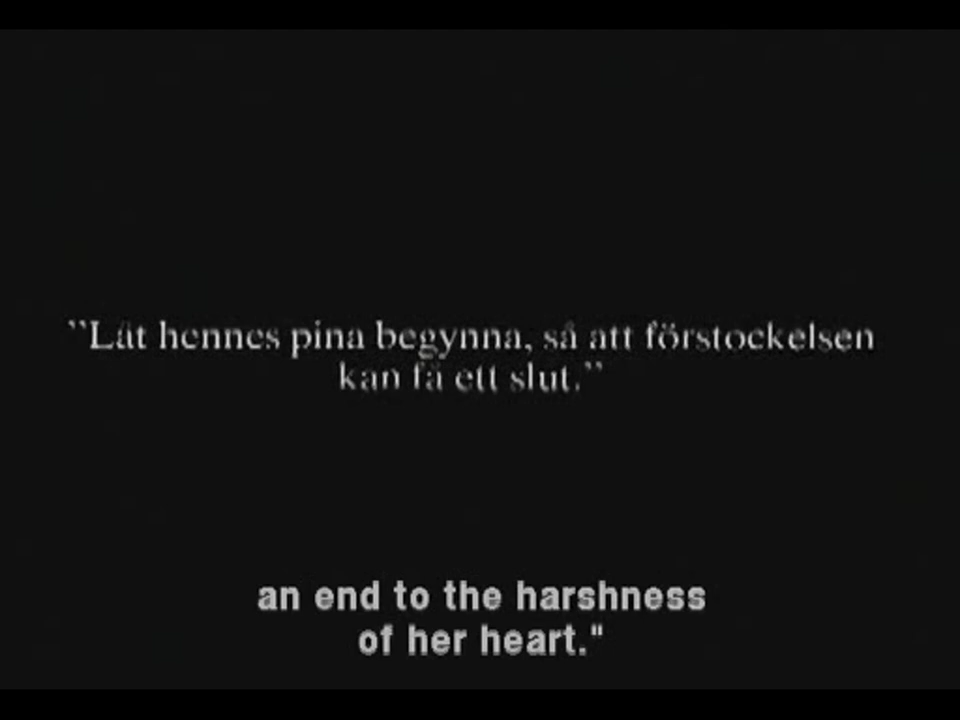 ”Låt hennes pina begynna, så att förstockelsen
kan få ett slut.”
an end to the harshness
of her heart."